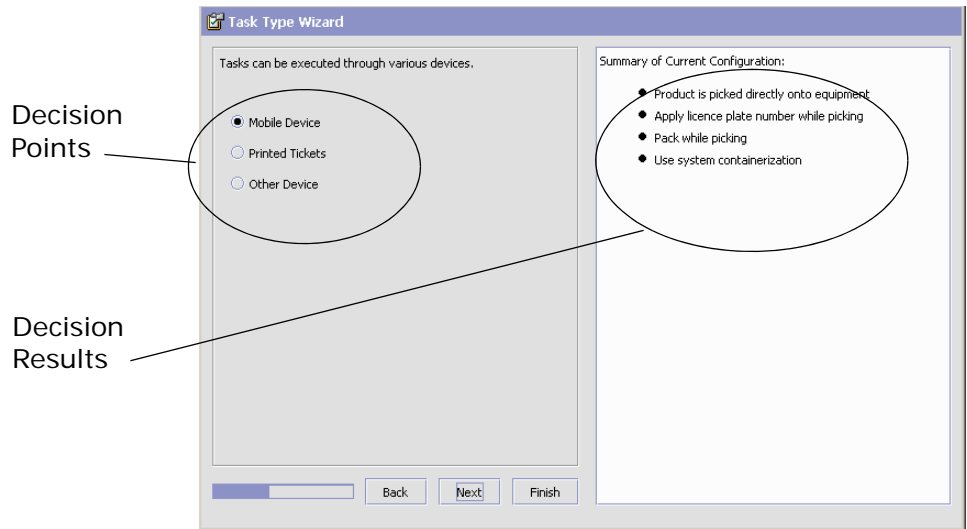 Task Type Wizard
Tasks can be executed through various devices.
Mobile Device
Printed Tickets
Other Device
Summary of Current Configuration:
Product is picked directly onto equipment
Apply licence plate number while picking
Pack while picking
Use system containerization
Decision
Points
Decision
Results
Back
Next
Finish